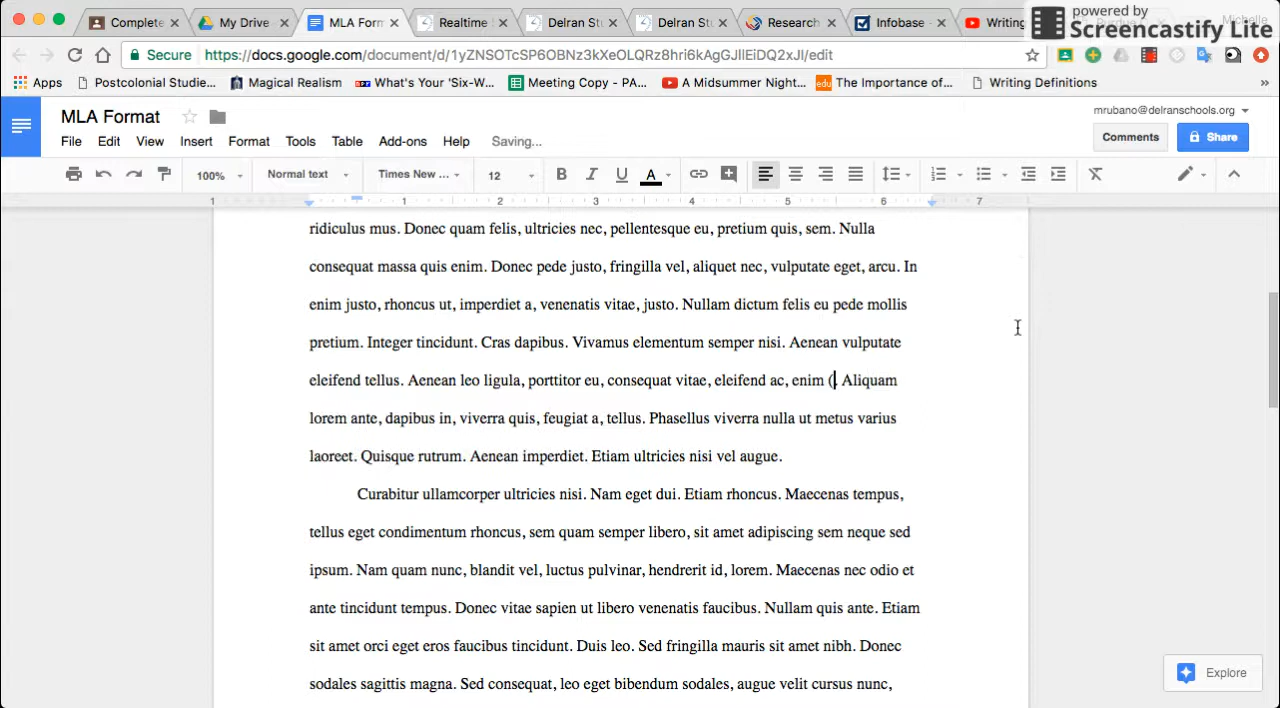 Complete
My Drive
MLA Form
Realtime
Delran Stu
Delran Stu
Research
Infobase
Writing
powered by
Screencastify Lite
Secure
https://docs.google.com/document/d/1yZNSOTcSP6OBNz3kXeOLQRz8hri6kAgGJllEiDQ2xJI/edit
Apps
Postcolonial Studie...
Magical Realism
What's Your 'Six-W...
Meeting Copy - PA...
A Midsummer Night...
edu
The Importance of...
Writing Definitions
»
MLA Format
mrubano@delranschools.org
File Edit View Insert Format Tools Table Add-ons Help Saving...
Comments
Share
100% Normal text Times New ... 12 B I U A
1 1 2 3 4 5 6 7
ridiculus mus. Donec quam felis, ultricies nec, pellentesque eu, pretium quis, sem. Nulla
consequat massa quis enim. Donec pede justo, fringilla vel, aliquet nec, vulputate eget, arcu. In
enim justo, rhoncus ut, imperdiet a, venenatis vitae, justo. Nullam dictum felis eu pede mollis
pretium. Integer tincidunt. Cras dapibus. Vivamus elementum semper nisi. Aenean vulputate
eleifend tellus. Aenean leo ligula, porttitor eu, consequat vitae, eleifend ac, enim (. Aliquam
lorem ante, dapibus in, viverra quis, feugiat a, tellus. Phasellus viverra nulla ut metus varius
laoreet. Quisque rutrum. Aenean imperdiet. Etiam ultricies nisi vel augue.
Curabitur ullamcorper ultricies nisi. Nam eget dui. Etiam rhoncus. Maecenas tempus,
tellus eget condimentum rhoncus, sem quam semper libero, sit amet adipiscing sem neque sed
ipsum. Nam quam nunc, blandit vel, luctus pulvinar, hendrerit id, lorem. Maecenas nec odio et
ante tincidunt tempus. Donec vitae sapien ut libero venenatis faucibus. Nullam quis ante. Etiam
sit amet orci eget eros faucibus tincidunt. Duis leo. Sed fringilla mauris sit amet nibh. Donec
sodales sagittis magna. Sed consequat, leo eget bibendum sodales, augue velit cursus nunc,
Explore